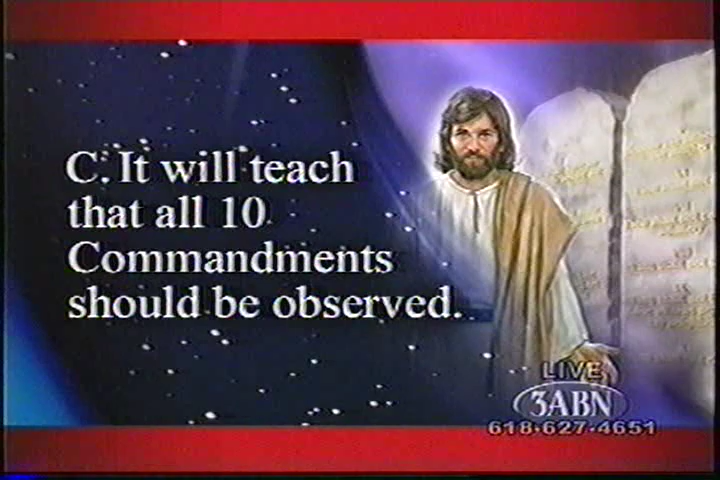 C. It will teach
that all 10
Commandments
should be observed.
LIVE
3ABN
618-627-4651